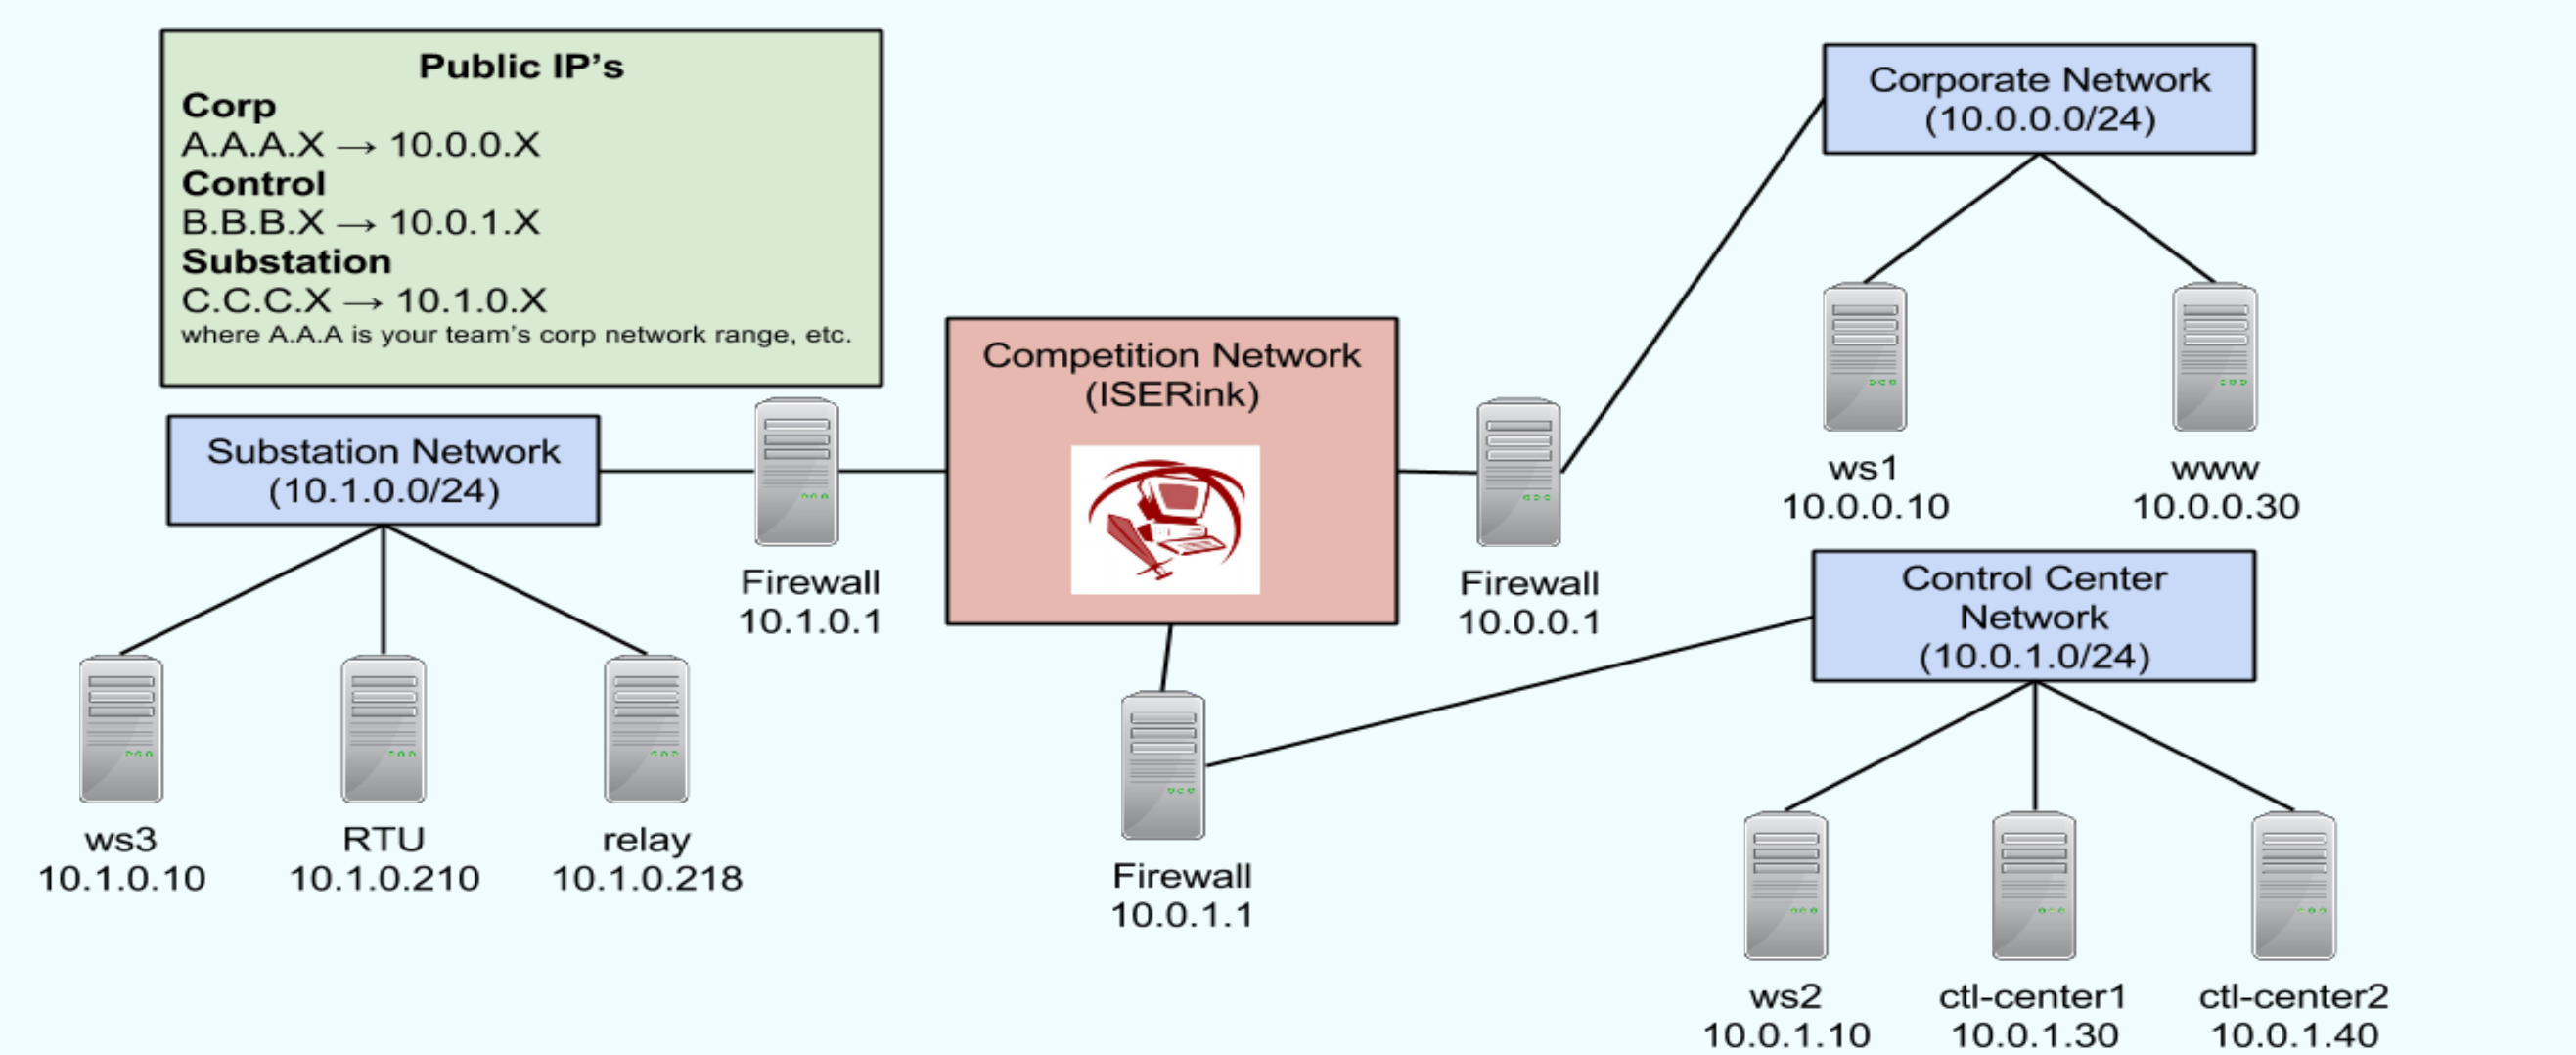 Public IP’s
Corp
A.A.A.X → 10.0.0.X
Control
B.B.B.X → 10.0.1.X
Substation
C.C.C.X → 10.1.0.X
where A.A.A is your team’s corp network range, etc.
Corporate Network
(10.0.0.0/24)
ws1
10.0.0.10
www
10.0.0.30
Competition Network
(ISERink)
Substation Network
(10.1.0.0/24)
Firewall
10.1.0.1
Firewall
10.0.0.1
Control Center
Network
(10.0.1.0/24)
ws3
10.1.0.10
RTU
10.1.0.210
relay
10.1.0.218
Firewall
10.0.1.1
ws2
10.0.1.10
ctl-center1
10.0.1.30
ctl-center2
10.0.1.40